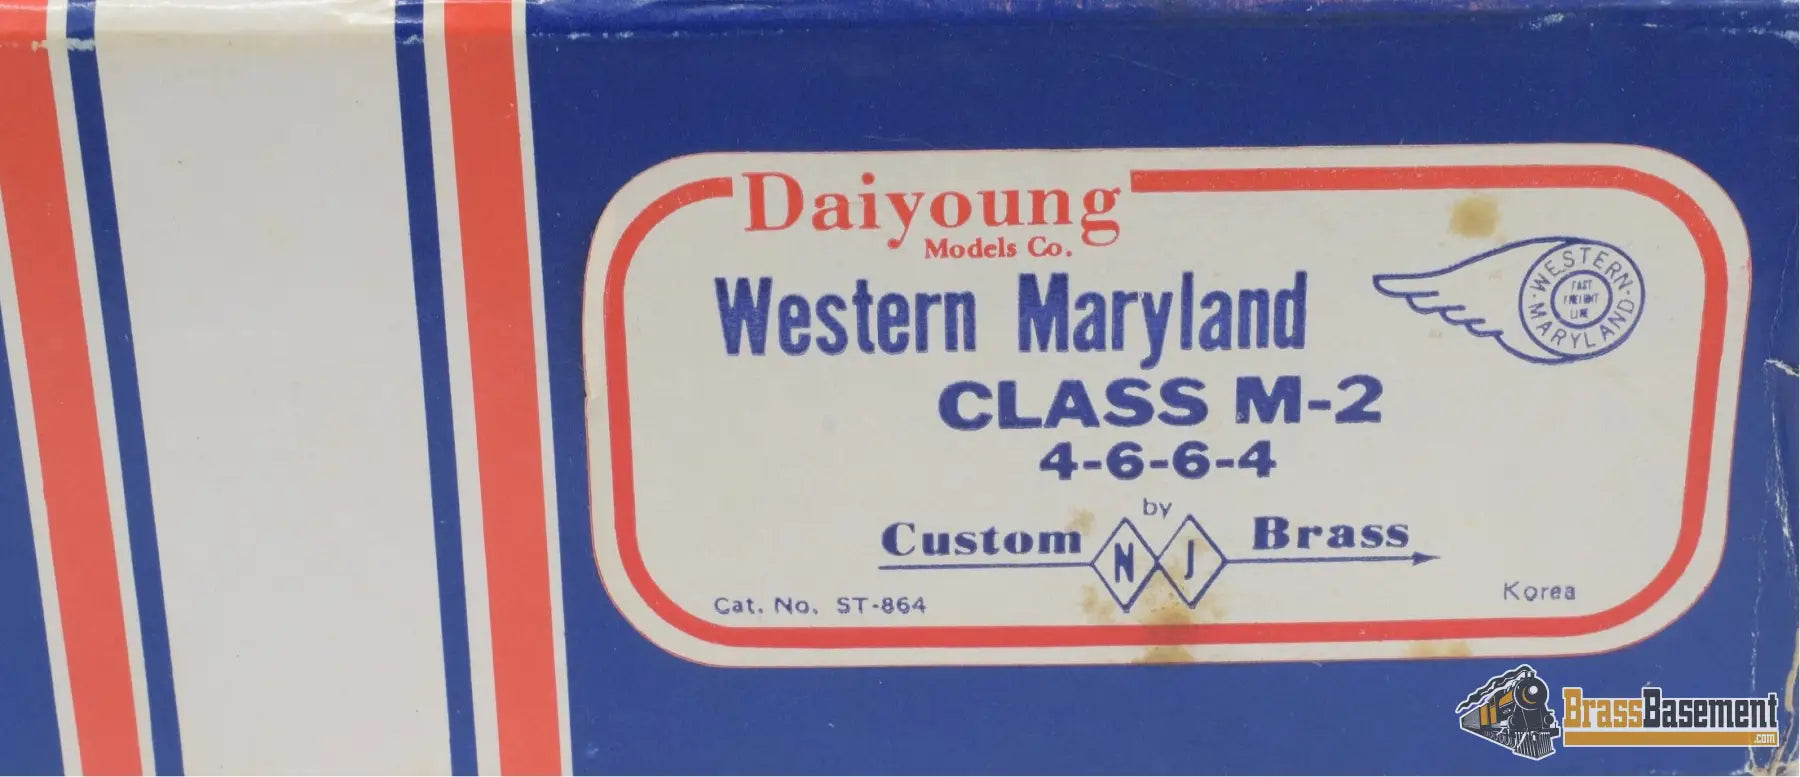 Daiyoung
Models Co.
Western Maryland
WESTERN MARYLAND
FAST
FREIGHT
LINE
CLASS M-2
4-6-6-4
by
Custom NJ Brass
Cat. No. ST-864
Korea
BrassBasement
.com